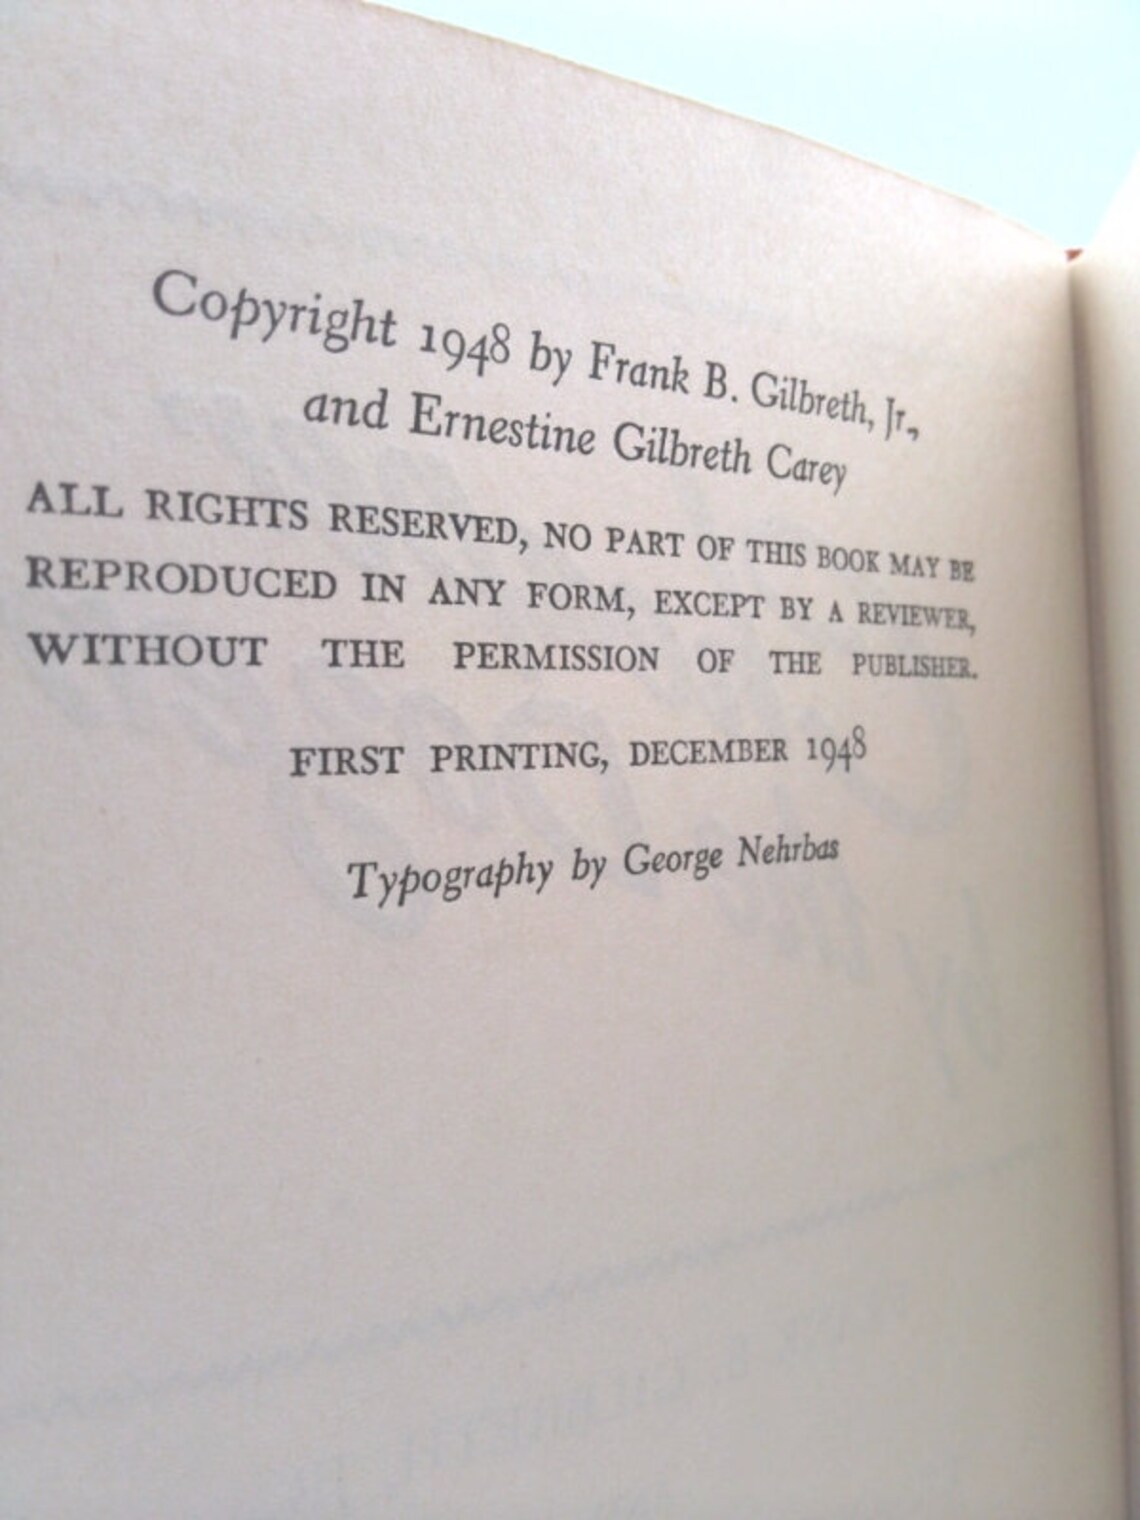 Copyright 1948 by Frank B. Gilbreth, Jr.,
and Ernestine Gilbreth Carey
ALL RIGHTS RESERVED, NO PART OF THIS BOOK MAY BE
REPRODUCED IN ANY FORM, EXCEPT BY A REVIEWER,
WITHOUT THE PERMISSION OF THE PUBLISHER.
FIRST PRINTING, DECEMBER 1948
Typography by George Nehrbas